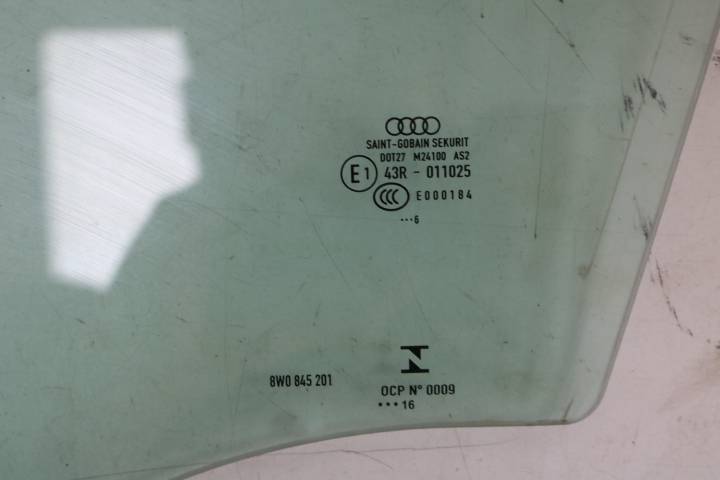 SAINT-GOBAIN SEKURIT
DOT27 M24100 AS2
E1 43R - 011025
CCC E000184
•••6
8W0 845 201
N
OCP N° 0009
•••16